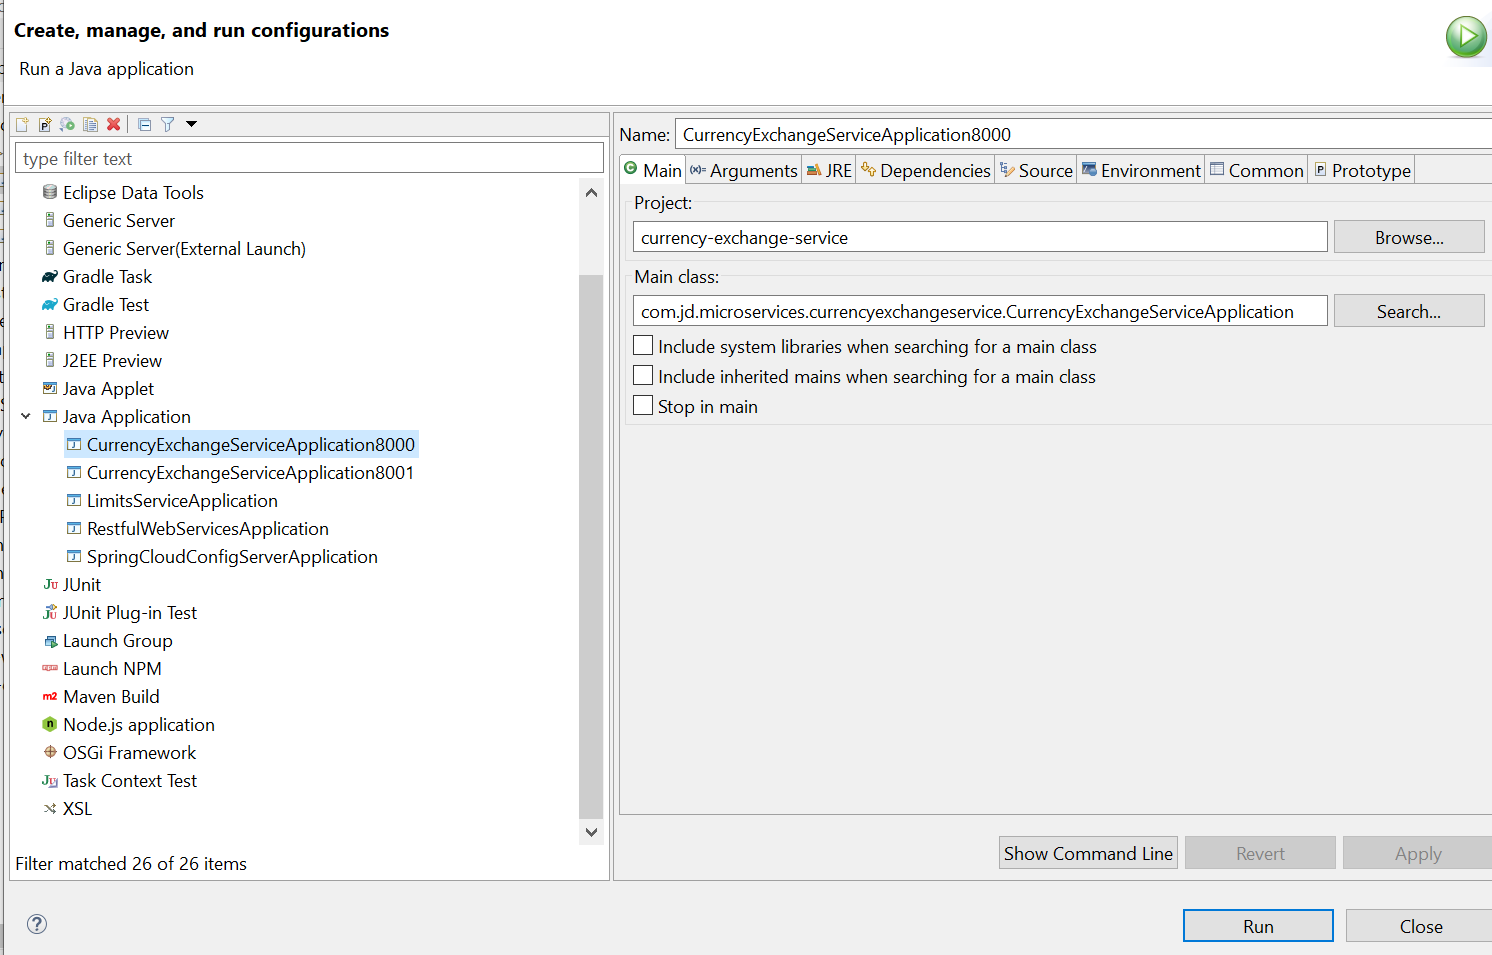 Create, manage, and run configurations
Run a Java application
type filter text
Eclipse Data Tools
Generic Server
Generic Server(External Launch)
Gradle Task
Gradle Test
HTTP Preview
J2EE Preview
Java Applet
Java Application
CurrencyExchangeServiceApplication8000
CurrencyExchangeServiceApplication8001
LimitsServiceApplication
RestfulWebServicesApplication
SpringCloudConfigServerApplication
JUnit
JUnit Plug-in Test
Launch Group
Launch NPM
Maven Build
Node.js application
OSGi Framework
Task Context Test
XSL
Filter matched 26 of 26 items
Name: CurrencyExchangeServiceApplication8000
Main Arguments JRE Dependencies Source Environment Common Prototype
Project:
currency-exchange-service Browse...
Main class:
com.jd.microservices.currencyexchangeservice.CurrencyExchangeServiceApplication Search...
Include system libraries when searching for a main class
Include inherited mains when searching for a main class
Stop in main
Show Command Line Revert Apply
Run Close